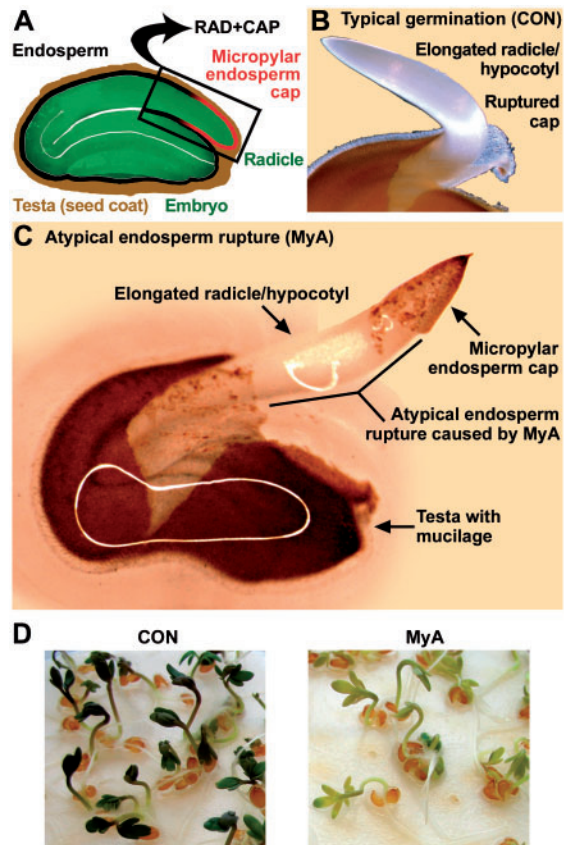 A
Endosperm
RAD+CAP
Micropylar
endosperm
cap
Radicle
Testa (seed coat)
Embryo
B Typical germination (CON)
Elongated radicle/
hypocotyl
Ruptured
cap
C Atypical endosperm rupture (MyA)
Elongated radicle/hypocotyl
Micropylar
endosperm cap
Atypical endosperm
rupture caused by MyA
Testa with
mucilage
D
CON
MyA